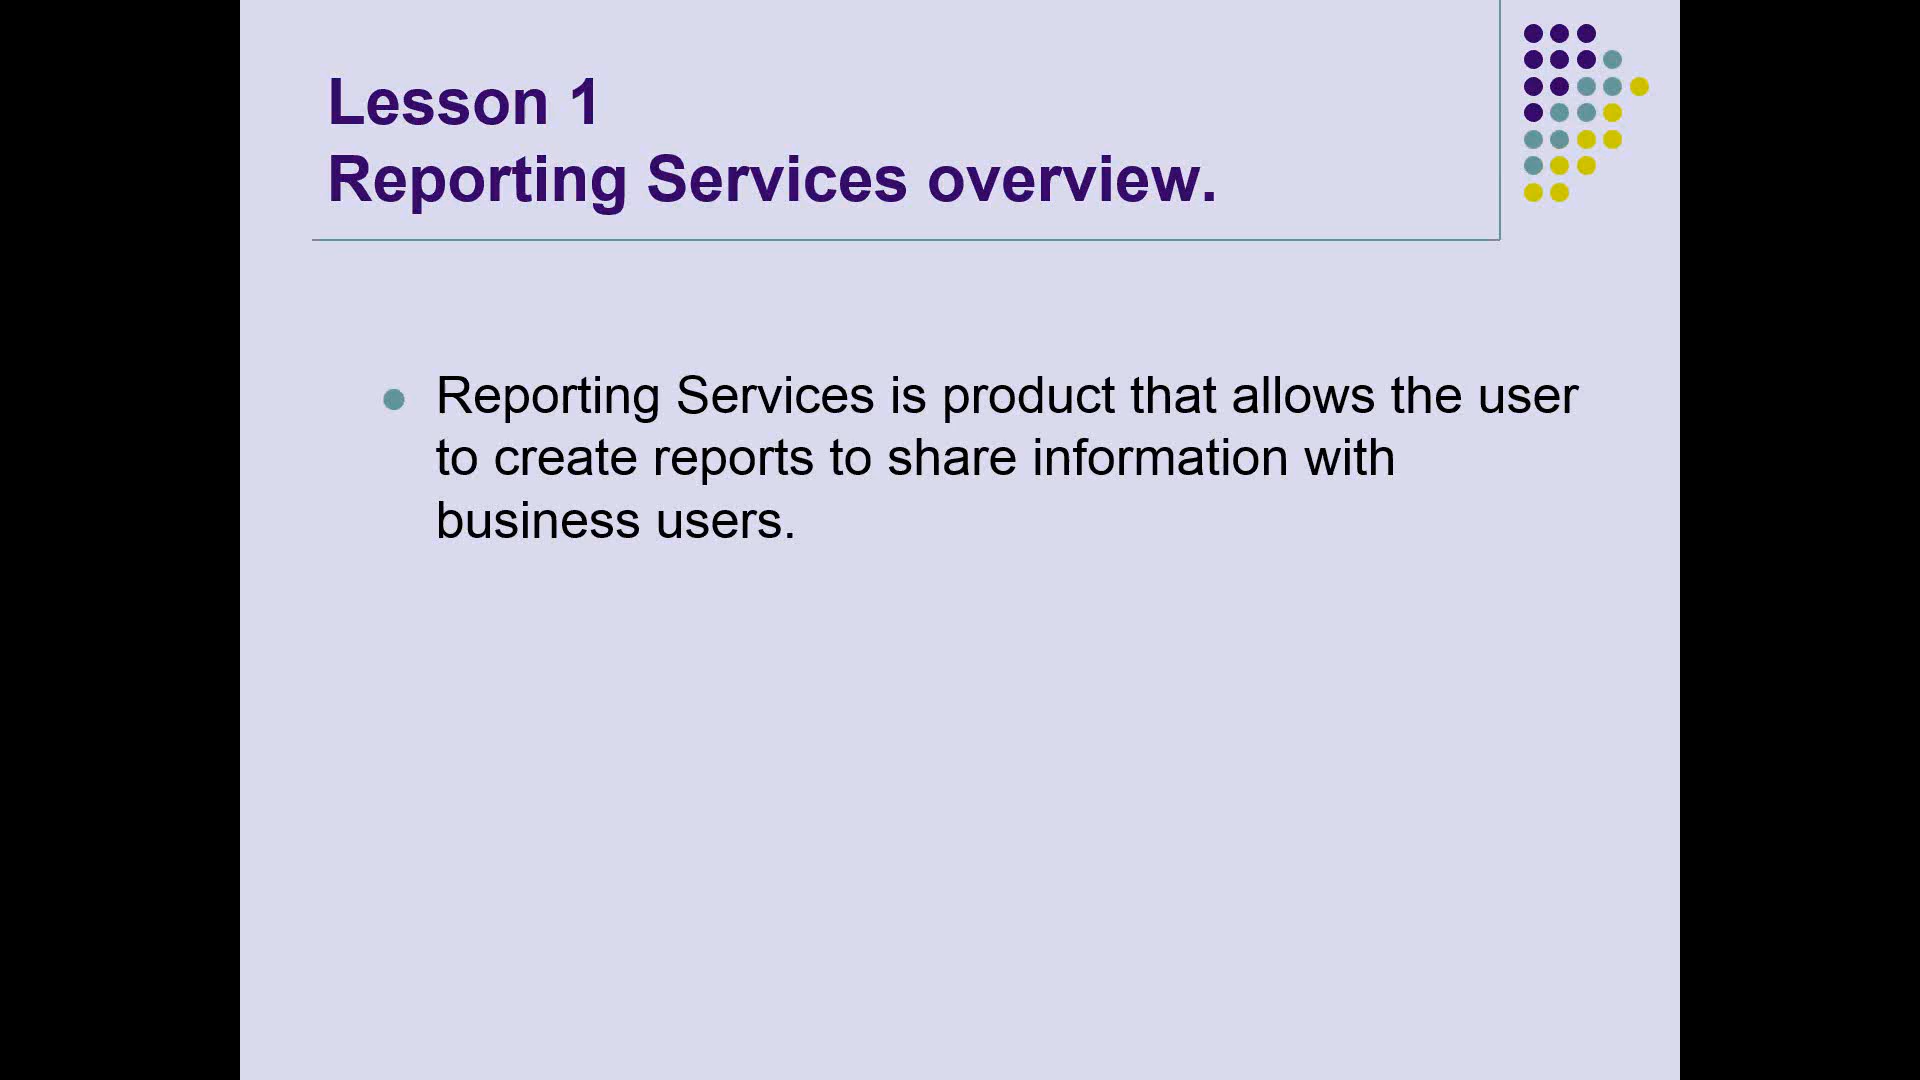 Lesson 1
Reporting Services overview.
Reporting Services is product that allows the user
to create reports to share information with
business users.